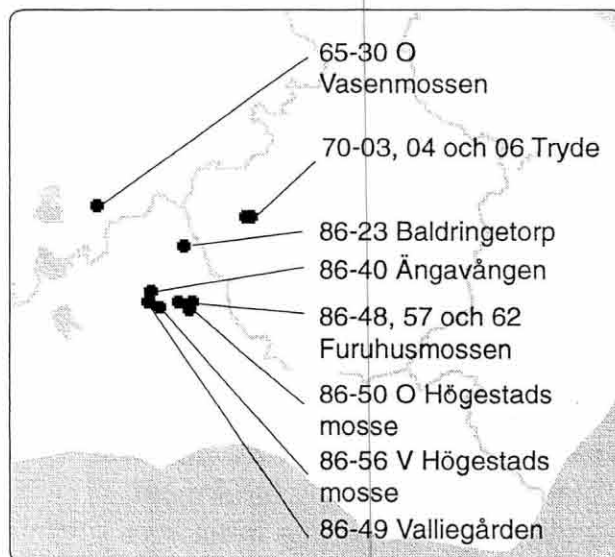 65-30 O
Vasenmossen
70-03, 04 och 06 Tryde
86-23 Baldringetorp
86-40 Ängavången
86-48, 57 och 62
Furuhusmossen
86-50 O Högestads
mosse
86-56 V Högestads
mosse
86-49 Valliegården